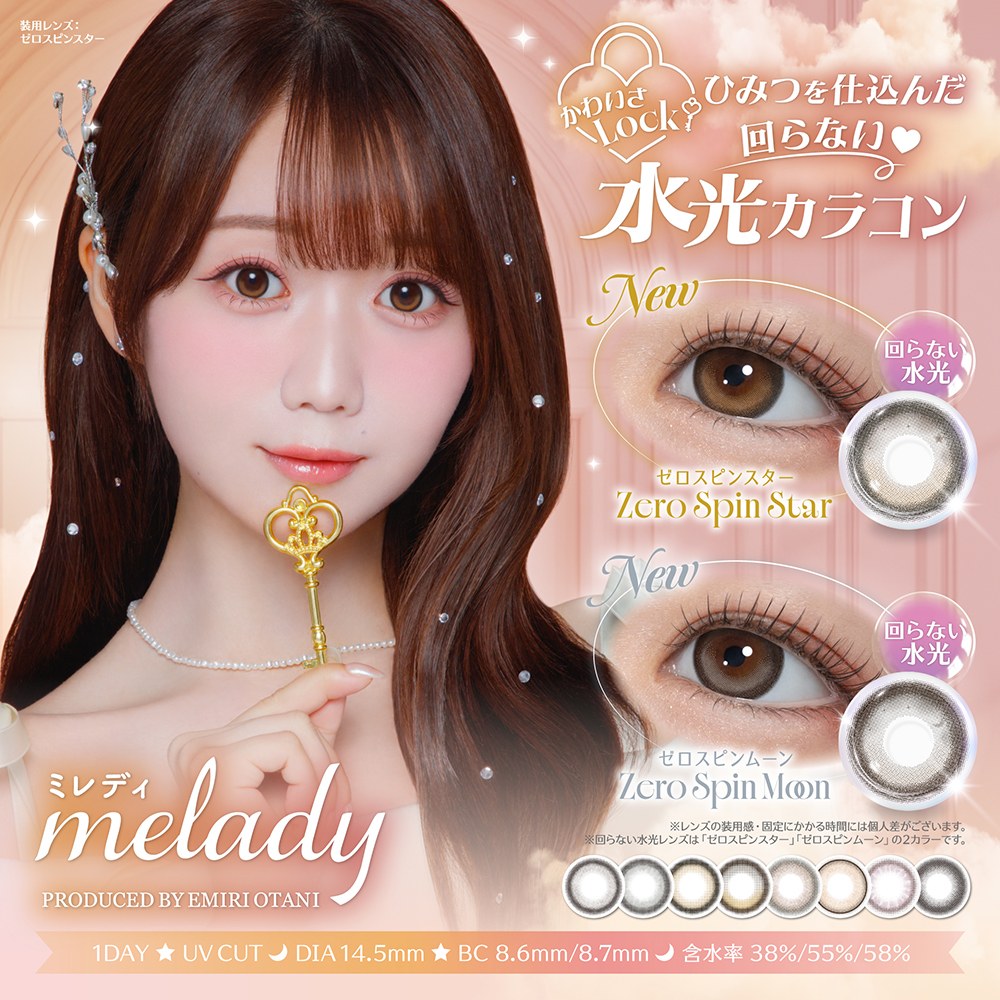 装用レンズ：
ゼロスピンスター
かわいさ
Lock
ひみつを仕込んだ
回らない♥
水光カラコン
New
回らない
水光
ゼロスピンスター
Zero Spin Star
New
回らない
水光
ゼロスピンムーン
Zero Spin Moon
ミレディ
melady
PRODUCED BY EMIRI OTANI
※レンズの装用感・固定にかかる時間には個人差がございます。
※回らない水光レンズは「ゼロスピンスター」「ゼロスピンムーン」の2カラーです。
1DAY ★ UV CUT 🌙 DIA 14.5mm ★ BC 8.6mm/8.7mm 🌙 含水率 38%/55%/58%